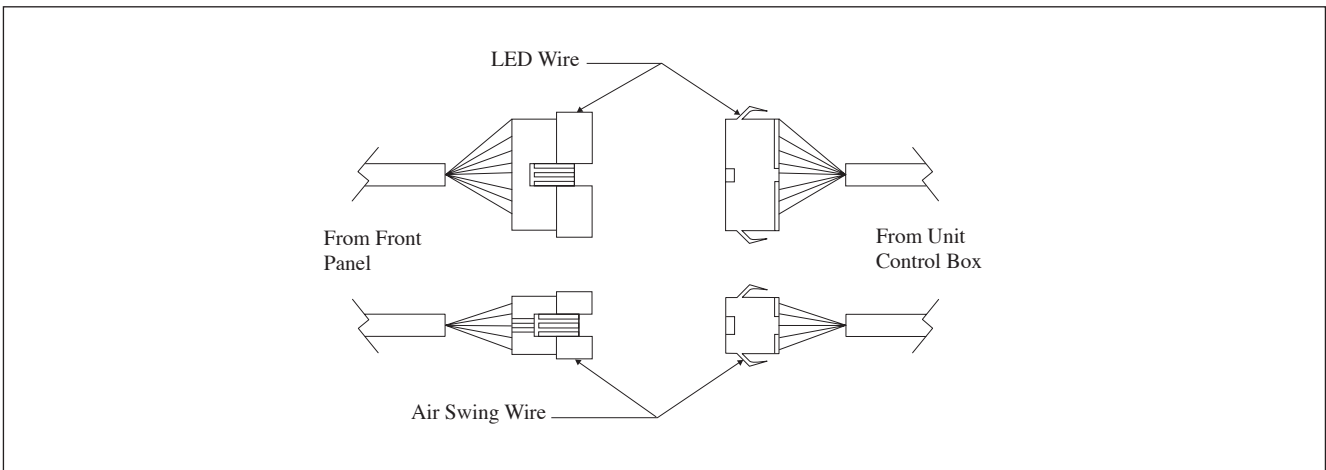 LED Wire
From Front
Panel
From Unit
Control Box
Air Swing Wire